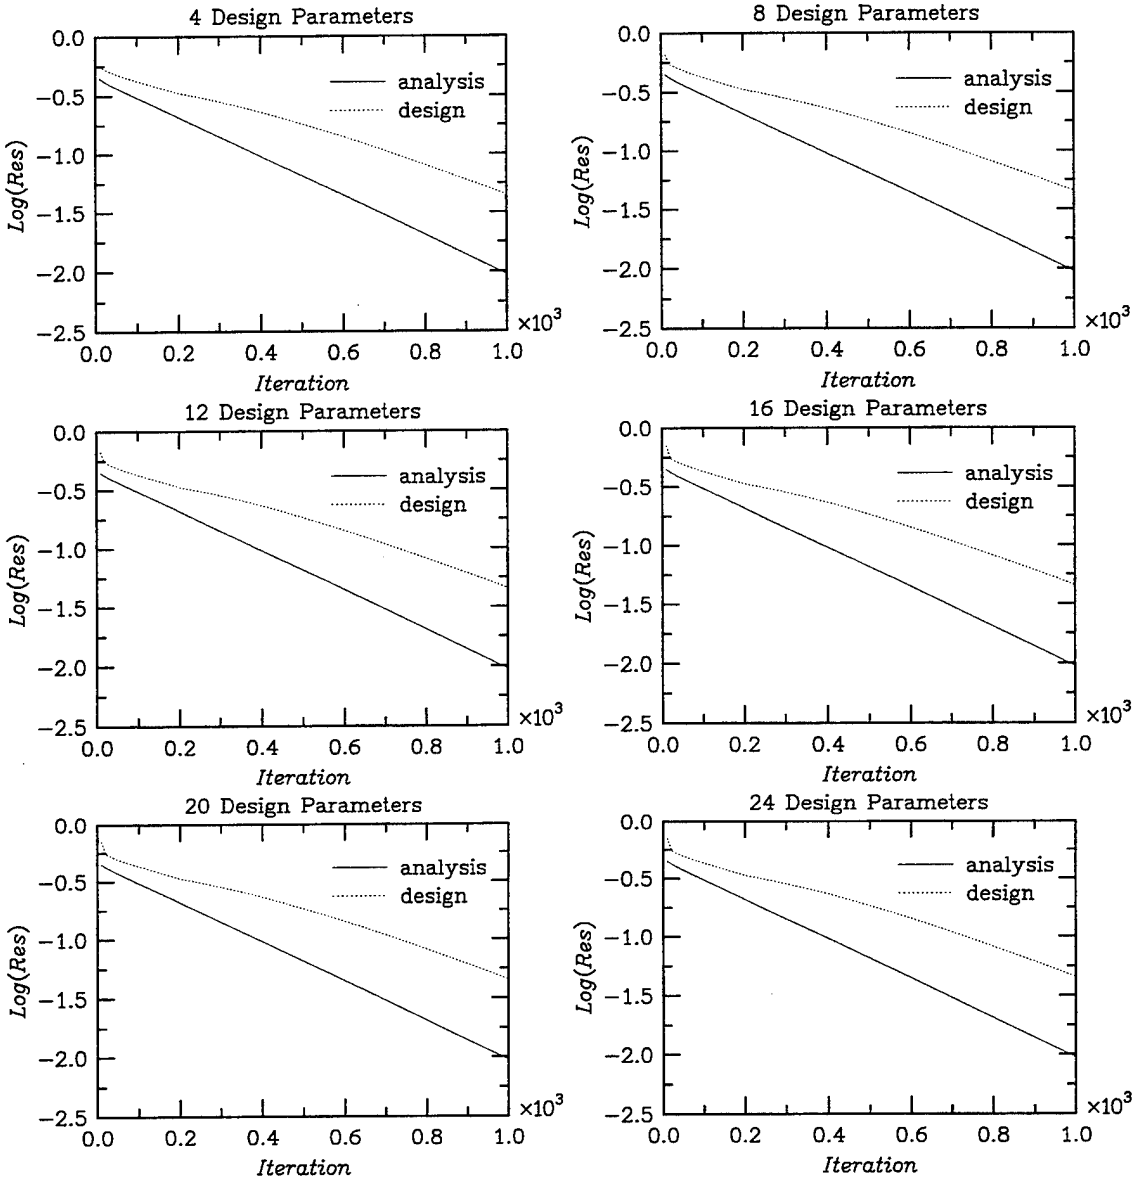 4 Design Parameters
0.0
−0.5
−1.0
−1.5
−2.0
−2.5
Log(Res)
analysis
design
0.0 0.2 0.4 0.6 0.8 1.0
×10³
Iteration
8 Design Parameters
0.0
−0.5
−1.0
−1.5
−2.0
−2.5
Log(Res)
analysis
design
0.0 0.2 0.4 0.6 0.8 1.0
×10³
Iteration
12 Design Parameters
0.0
−0.5
−1.0
−1.5
−2.0
−2.5
Log(Res)
analysis
design
0.0 0.2 0.4 0.6 0.8 1.0
×10³
Iteration
16 Design Parameters
0.0
−0.5
−1.0
−1.5
−2.0
−2.5
Log(Res)
analysis
design
0.0 0.2 0.4 0.6 0.8 1.0
×10³
Iteration
20 Design Parameters
0.0
−0.5
−1.0
−1.5
−2.0
−2.5
Log(Res)
analysis
design
0.0 0.2 0.4 0.6 0.8 1.0
×10³
Iteration
24 Design Parameters
0.0
−0.5
−1.0
−1.5
−2.0
−2.5
Log(Res)
analysis
design
0.0 0.2 0.4 0.6 0.8 1.0
×10³
Iteration